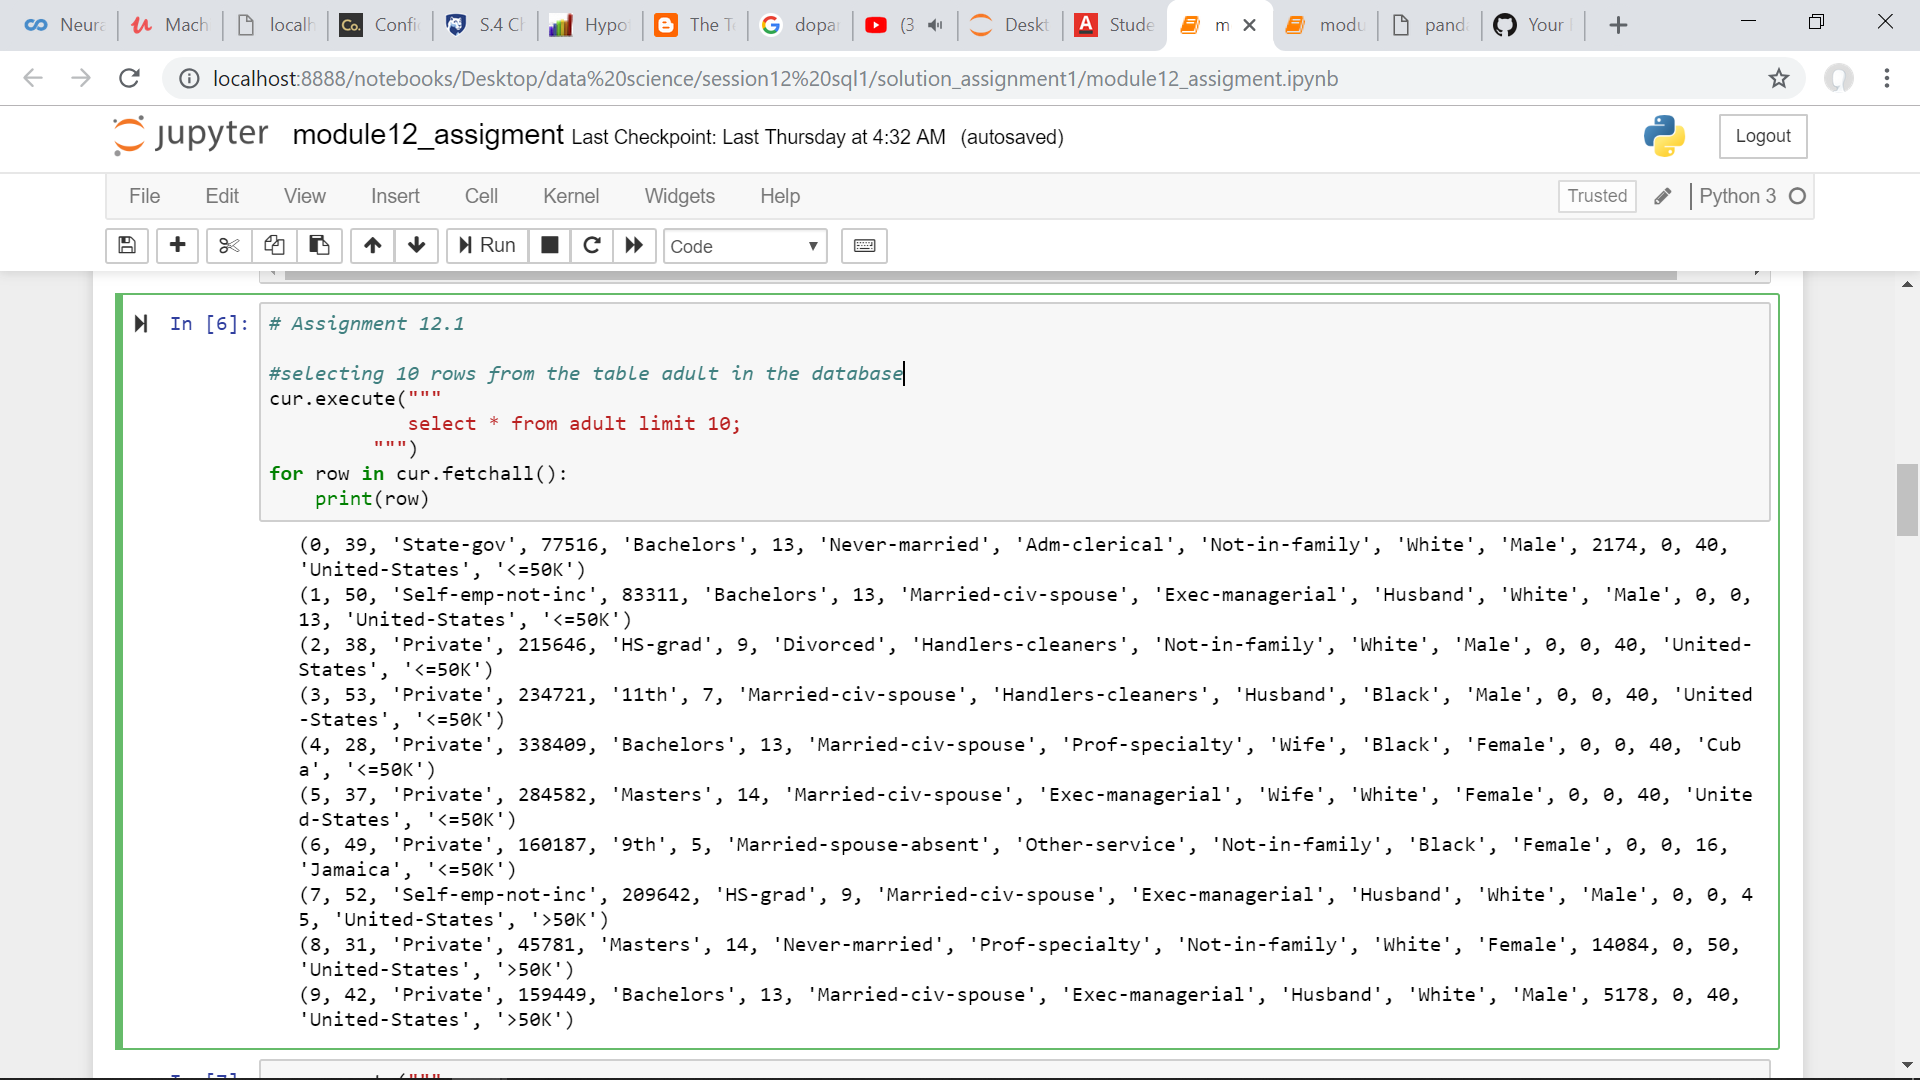 Neura
Mach
localh
Co.
Confid
S.4 Ch
Hypot
The Te
dopar
(3
Deskt
Stude
m
modu
panda
Your
localhost:8888/notebooks/Desktop/data%20science/session12%20sql1/solution_assignment1/module12_assigment.ipynb
jupyter module12_assigment Last Checkpoint: Last Thursday at 4:32 AM (autosaved)
Logout
File Edit View Insert Cell Kernel Widgets Help
Trusted
Python 3
Run
Code
In [6]: # Assignment 12.1
#selecting 10 rows from the table adult in the database
cur.execute("""
select * from adult limit 10;
""")
for row in cur.fetchall():
print(row)
(0, 39, 'State-gov', 77516, 'Bachelors', 13, 'Never-married', 'Adm-clerical', 'Not-in-family', 'White', 'Male', 2174, 0, 40,
'United-States', '<=50K')
(1, 50, 'Self-emp-not-inc', 83311, 'Bachelors', 13, 'Married-civ-spouse', 'Exec-managerial', 'Husband', 'White', 'Male', 0, 0,
13, 'United-States', '<=50K')
(2, 38, 'Private', 215646, 'HS-grad', 9, 'Divorced', 'Handlers-cleaners', 'Not-in-family', 'White', 'Male', 0, 0, 40, 'United-
States', '<=50K')
(3, 53, 'Private', 234721, '11th', 7, 'Married-civ-spouse', 'Handlers-cleaners', 'Husband', 'Black', 'Male', 0, 0, 40, 'United
-States', '<=50K')
(4, 28, 'Private', 338409, 'Bachelors', 13, 'Married-civ-spouse', 'Prof-specialty', 'Wife', 'Black', 'Female', 0, 0, 40, 'Cub
a', '<=50K')
(5, 37, 'Private', 284582, 'Masters', 14, 'Married-civ-spouse', 'Exec-managerial', 'Wife', 'White', 'Female', 0, 0, 40, 'Unite
d-States', '<=50K')
(6, 49, 'Private', 160187, '9th', 5, 'Married-spouse-absent', 'Other-service', 'Not-in-family', 'Black', 'Female', 0, 0, 16,
'Jamaica', '<=50K')
(7, 52, 'Self-emp-not-inc', 209642, 'HS-grad', 9, 'Married-civ-spouse', 'Exec-managerial', 'Husband', 'White', 'Male', 0, 0, 4
5, 'United-States', '>50K')
(8, 31, 'Private', 45781, 'Masters', 14, 'Never-married', 'Prof-specialty', 'Not-in-family', 'White', 'Female', 14084, 0, 50,
'United-States', '>50K')
(9, 42, 'Private', 159449, 'Bachelors', 13, 'Married-civ-spouse', 'Exec-managerial', 'Husband', 'White', 'Male', 5178, 0, 40,
'United-States', '>50K')